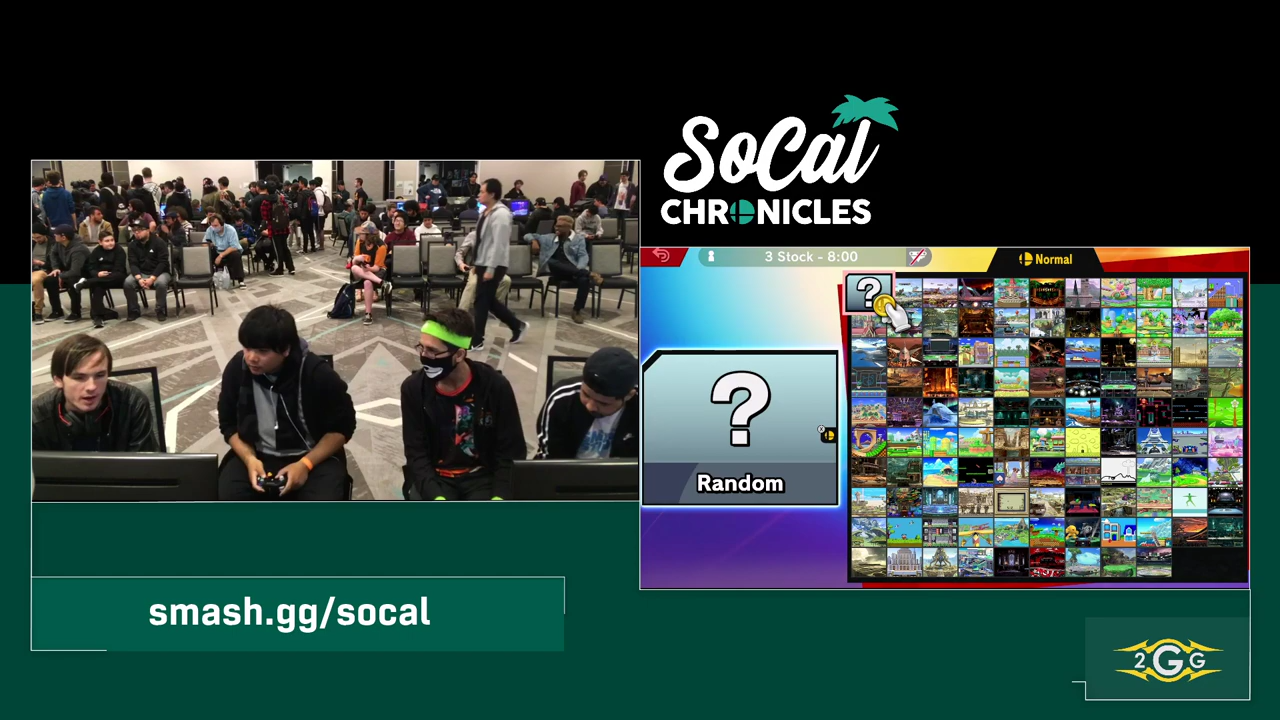 SoCal
CHRONICLES
3 Stock - 8:00
Normal
?
?
Random
smash.gg/socal
2GG